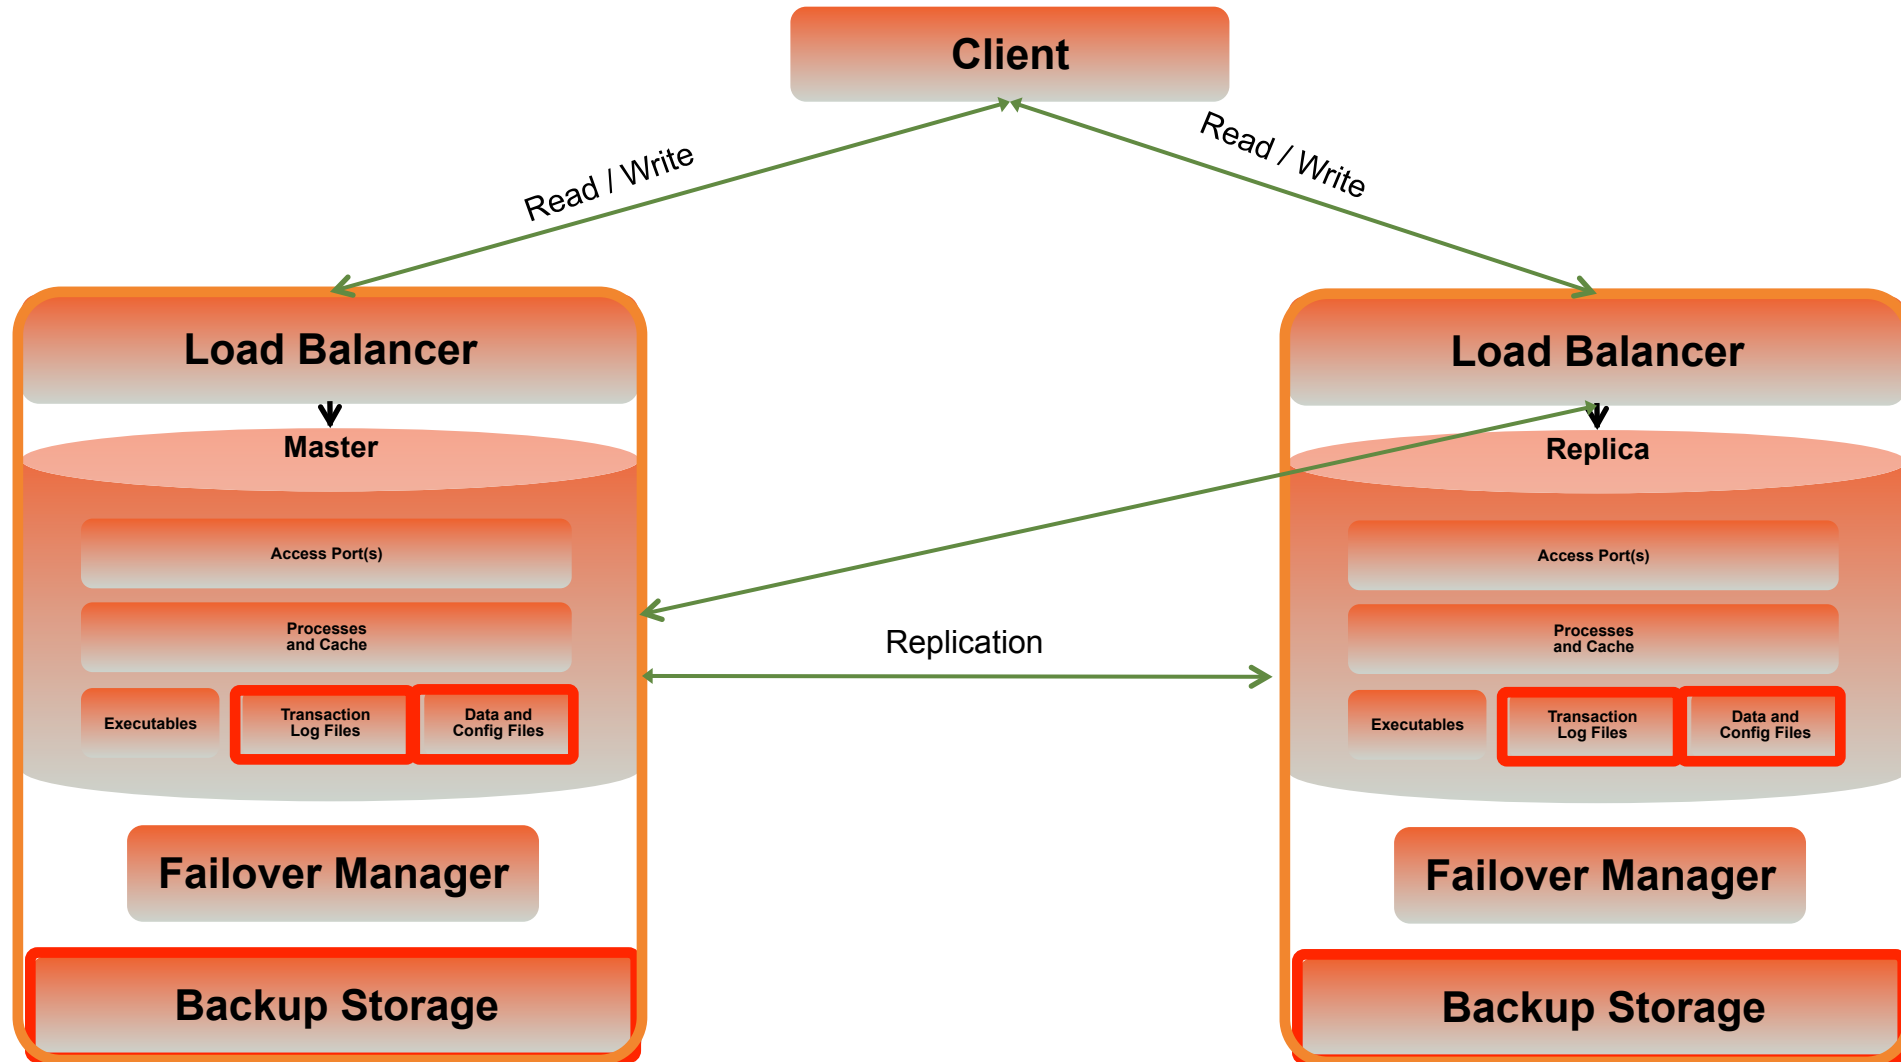 Client
Read / Write
Read / Write
Load Balancer
Master
Access Port(s)
Processes
and Cache
Executables
Transaction
Log Files
Data and
Config Files
Failover Manager
Backup Storage
Replication
Load Balancer
Replica
Access Port(s)
Processes
and Cache
Executables
Transaction
Log Files
Data and
Config Files
Failover Manager
Backup Storage